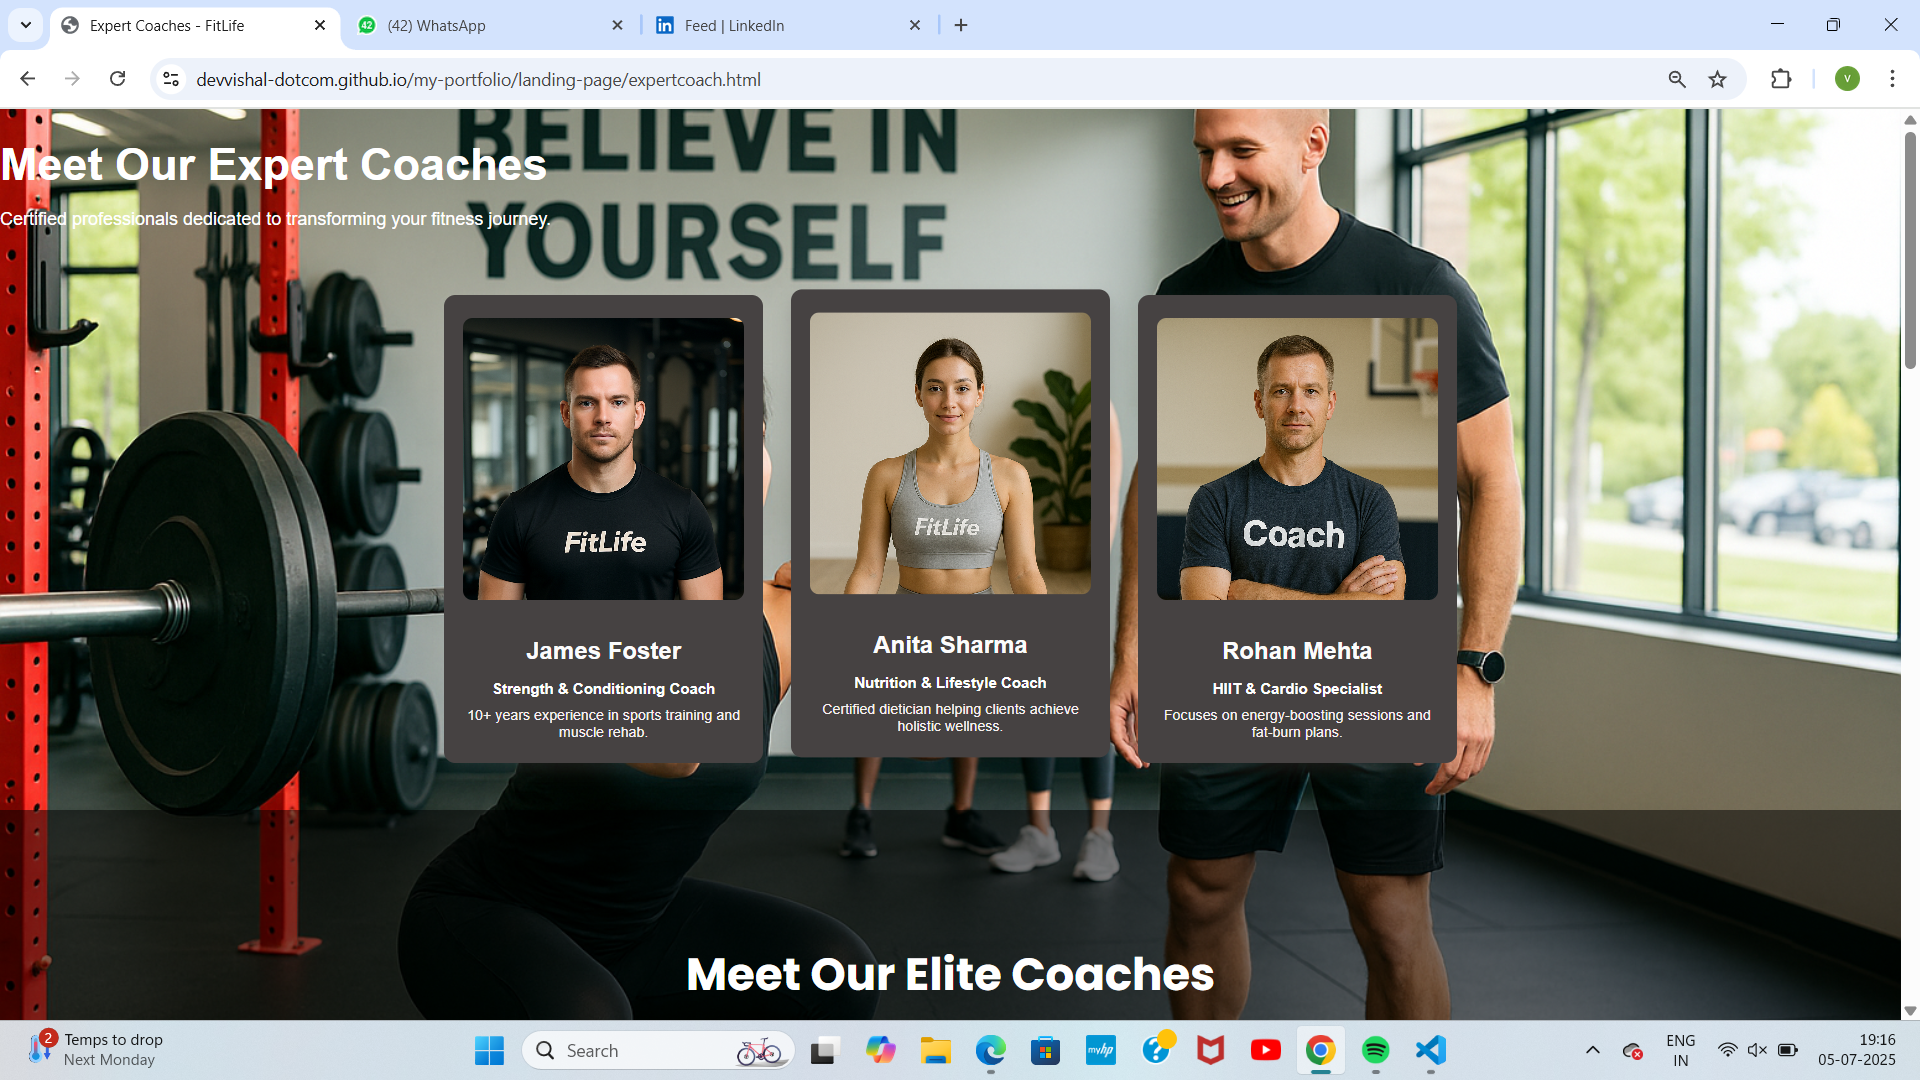 Expert Coaches - FitLife
42
(42) WhatsApp
in
Feed | LinkedIn
devvishal-dotcom.github.io/my-portfolio/landing-page/expertcoach.html
V
BELIEVE IN
YOURSELF
Meet Our Expert Coaches
Certified professionals dedicated to transforming your fitness journey.
FitLife
FitLife
Coach
James Foster
Strength & Conditioning Coach
10+ years experience in sports training and
muscle rehab.
Anita Sharma
Nutrition & Lifestyle Coach
Certified dietician helping clients achieve
holistic wellness.
Rohan Mehta
HIIT & Cardio Specialist
Focuses on energy-boosting sessions and
fat-burn plans.
Meet Our Elite Coaches
2
Temps to drop
Next Monday
Search
myhp
?
ENG
IN
19:16
05-07-2025